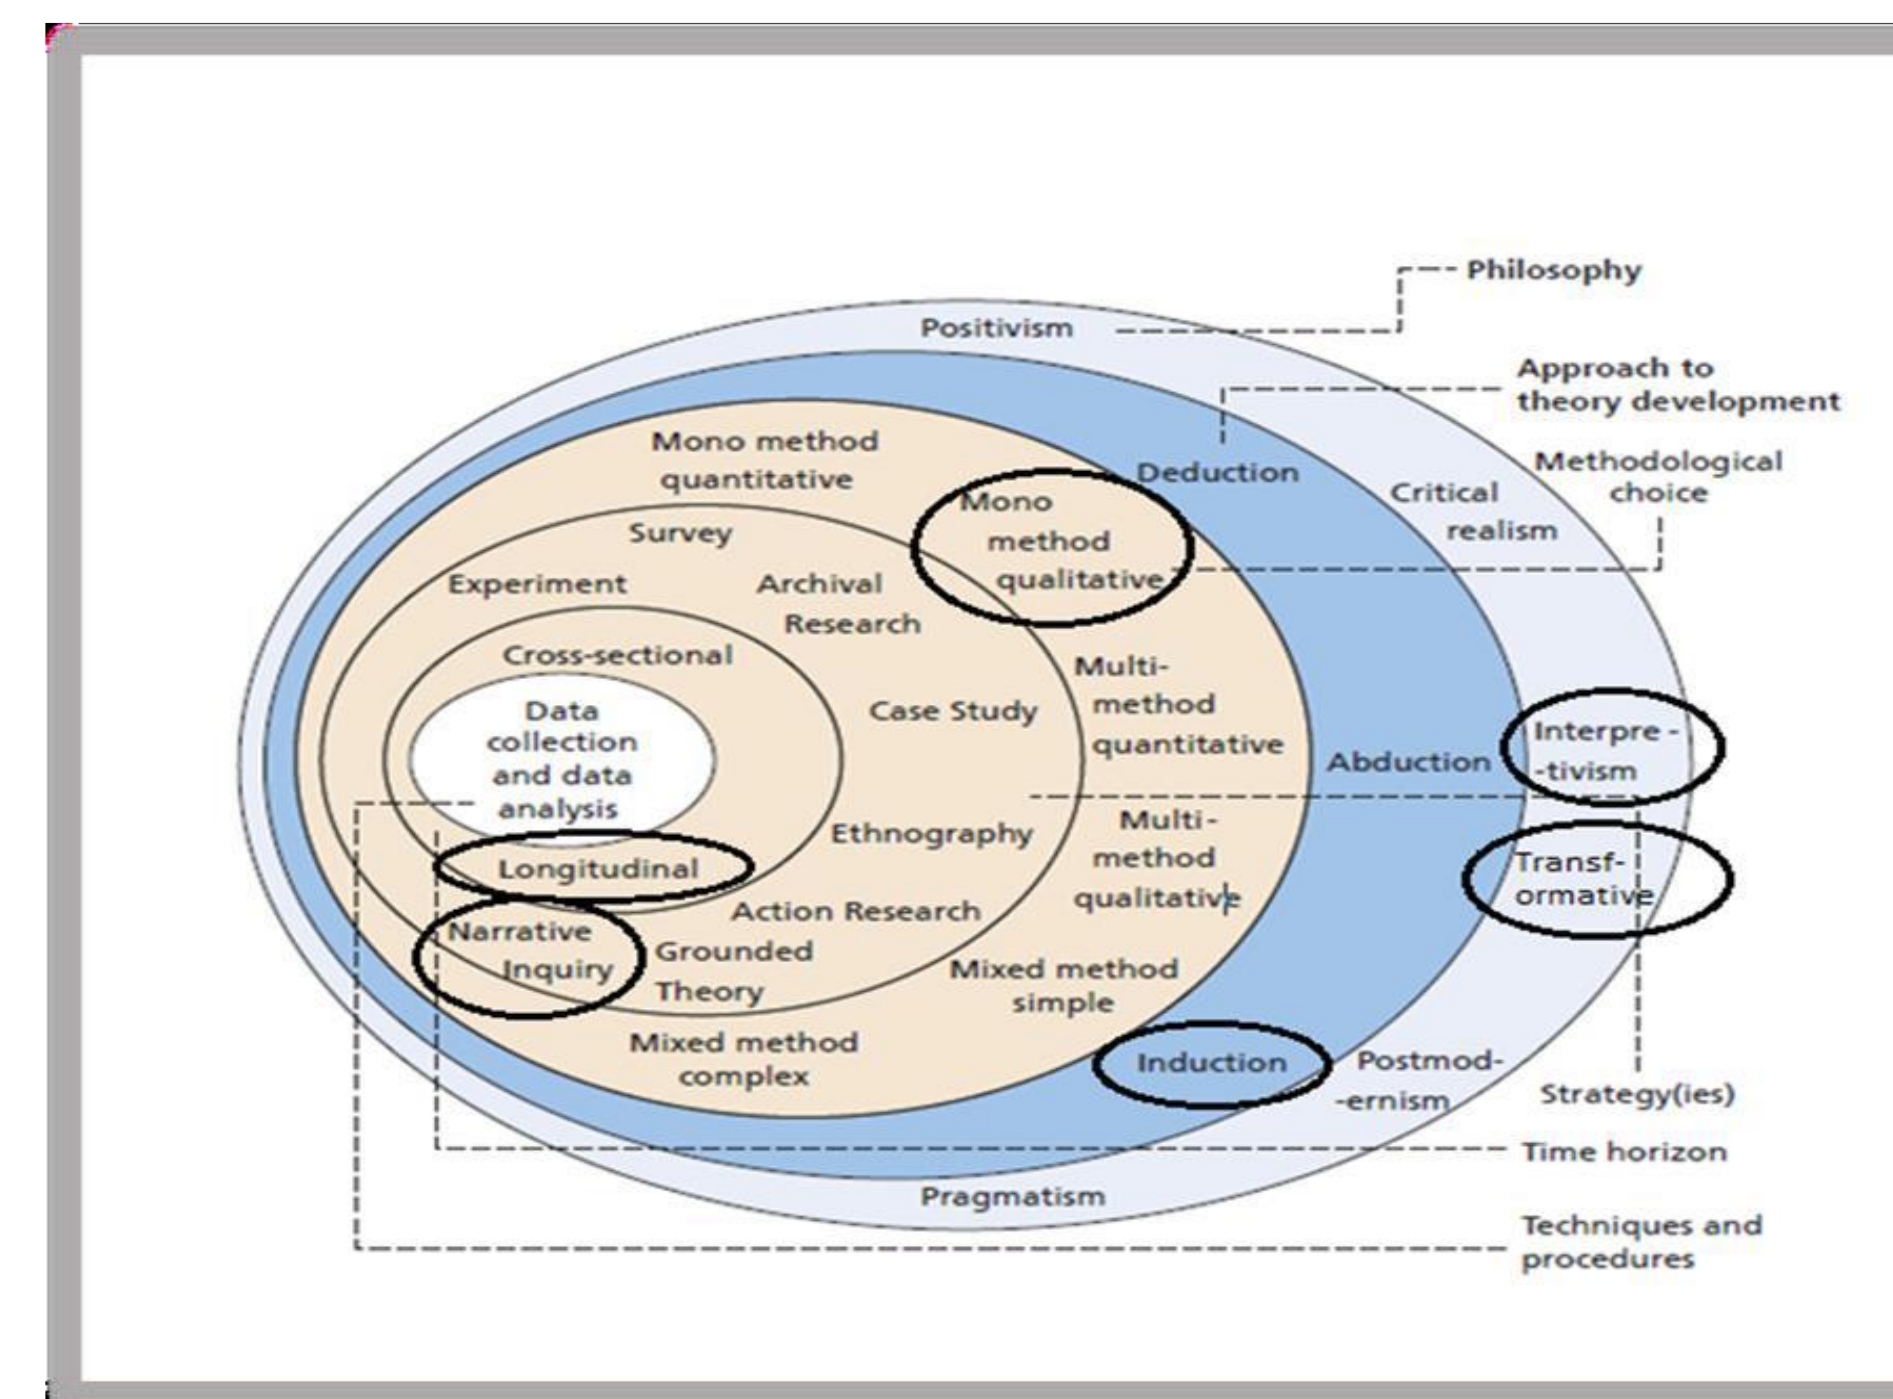 Philosophy
Positivism
Approach to
theory development
Mono method
quantitative
Deduction
Methodological
choice
Critical
realism
Mono
method
qualitative
Survey
Experiment
Archival
Research
Cross-sectional
Multi-
method
quantitative
Case Study
Data
collection
and data
analysis
Interpre -
-tivism
Abduction
Multi-
method
qualitative
Ethnography
Transf-
ormative
Longitudinal
Action Research
Narrative
Inquiry
Grounded
Theory
Mixed method
simple
Mixed method
complex
Induction
Postmod-
-ernism
Strategy(ies)
Time horizon
Pragmatism
Techniques and
procedures